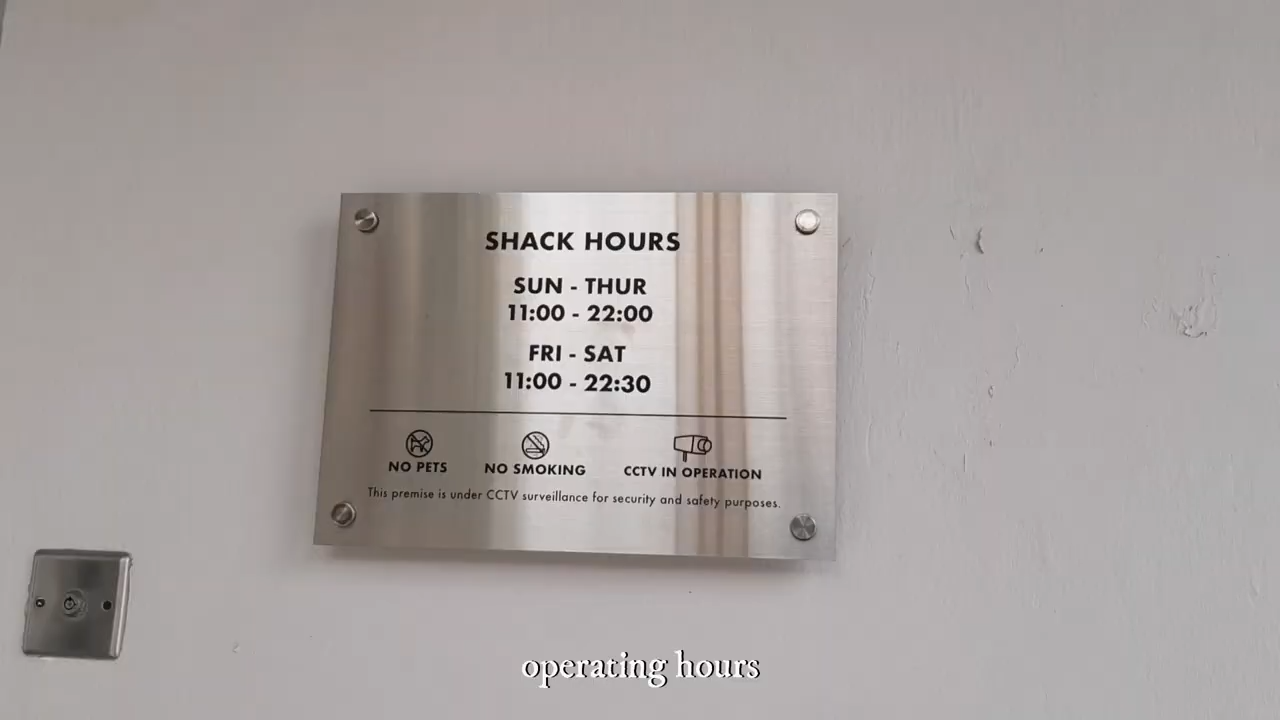 SHACK HOURS
SUN - THUR
11:00 - 22:00
FRI - SAT
11:00 - 22:30
NO PETS
NO SMOKING
CCTV IN OPERATION
This premise is under CCTV surveillance for security and safety purposes.
operating hours